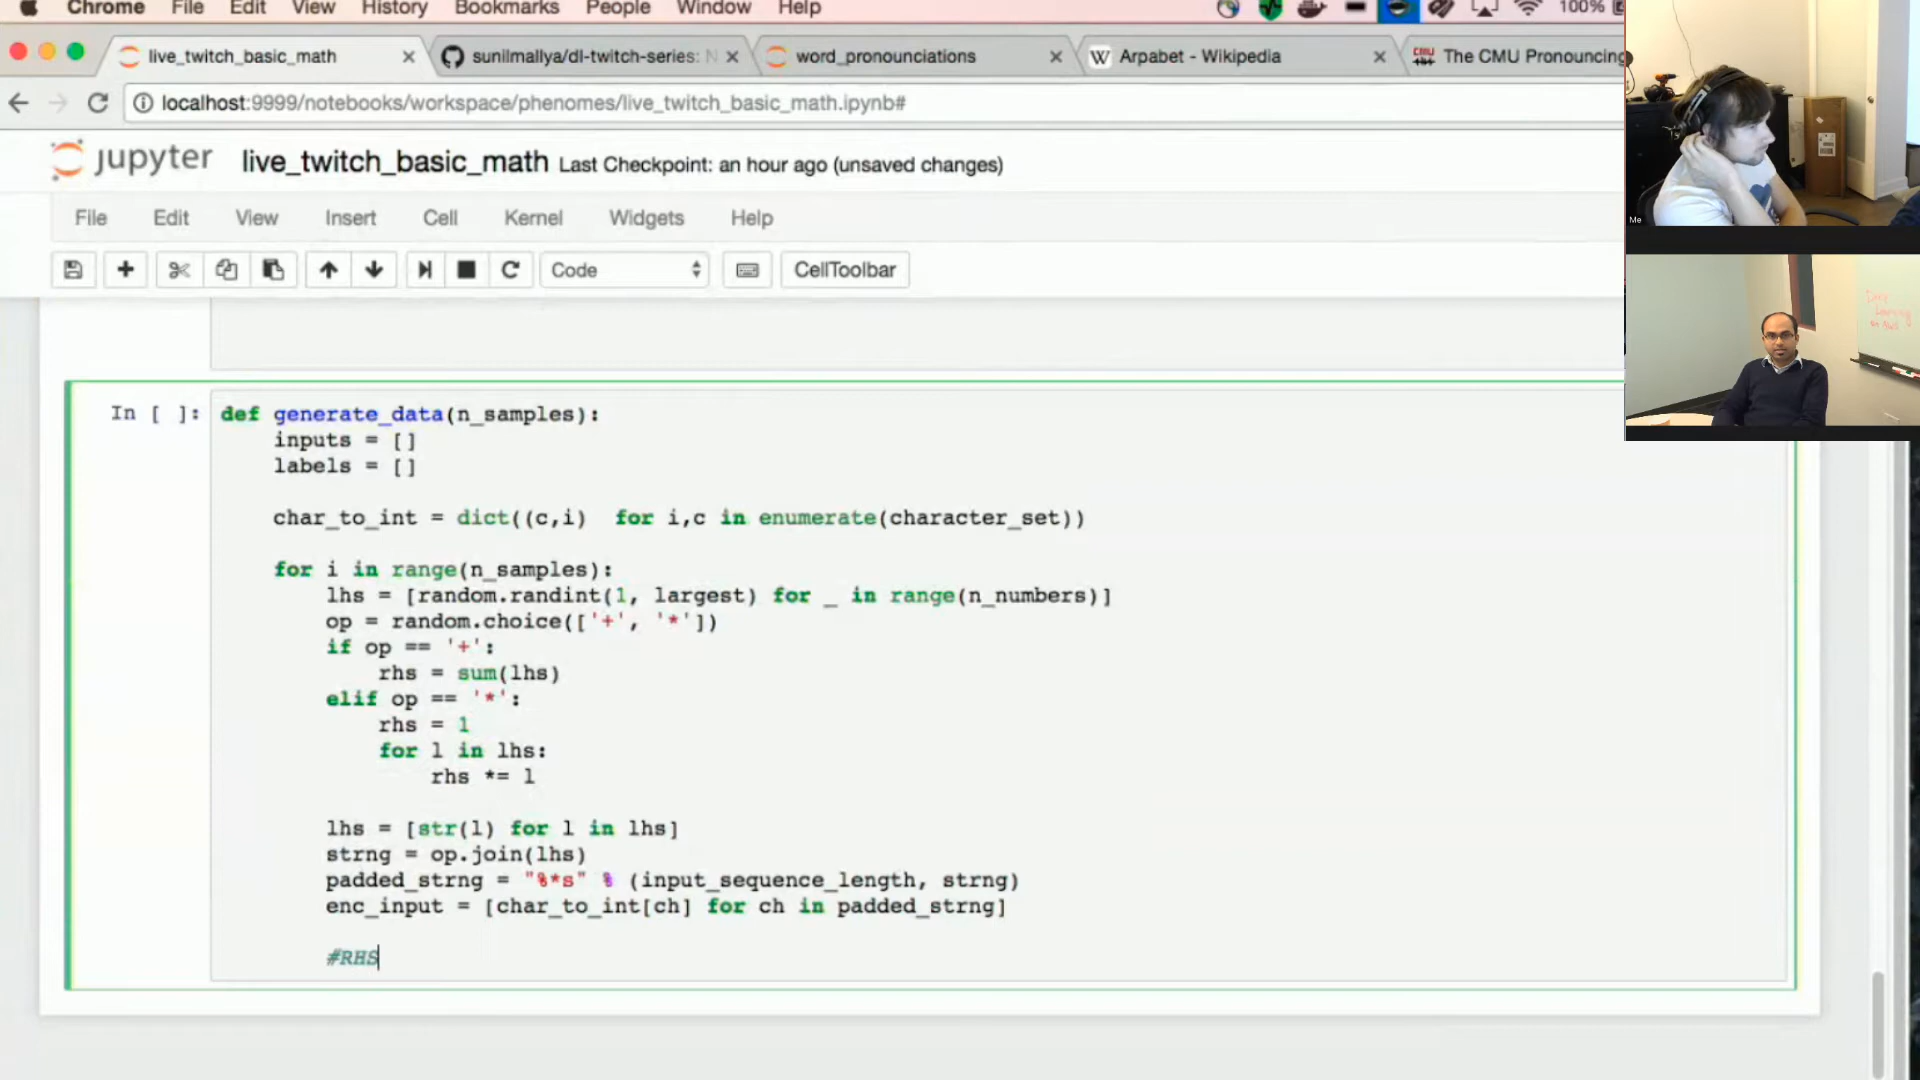 Chrome File Edit View History Bookmarks People Window Help 100%
live_twitch_basic_math
sunilmallya/dl-twitch-series: N
word_pronounciations
Arpabet - Wikipedia
The CMU Pronouncing
localhost:9999/notebooks/workspace/phenomes/live_twitch_basic_math.ipynb#
jupyter live_twitch_basic_math Last Checkpoint: an hour ago (unsaved changes)
File Edit View Insert Cell Kernel Widgets Help
Code CellToolbar
Me
In [ ]: def generate_data(n_samples):
    inputs = []
    labels = []
    char_to_int = dict((c,i)  for i,c in enumerate(character_set))
    for i in range(n_samples):
        lhs = [random.randint(1, largest) for _ in range(n_numbers)]
        op = random.choice(['+', '*'])
        if op == '+':
            rhs = sum(lhs)
        elif op == '*':
            rhs = 1
            for l in lhs:
                rhs *= l
        lhs = [str(l) for l in lhs]
        strng = op.join(lhs)
        padded_strng = "%*s" % (input_sequence_length, strng)
        enc_input = [char_to_int[ch] for ch in padded_strng]
        #RHS